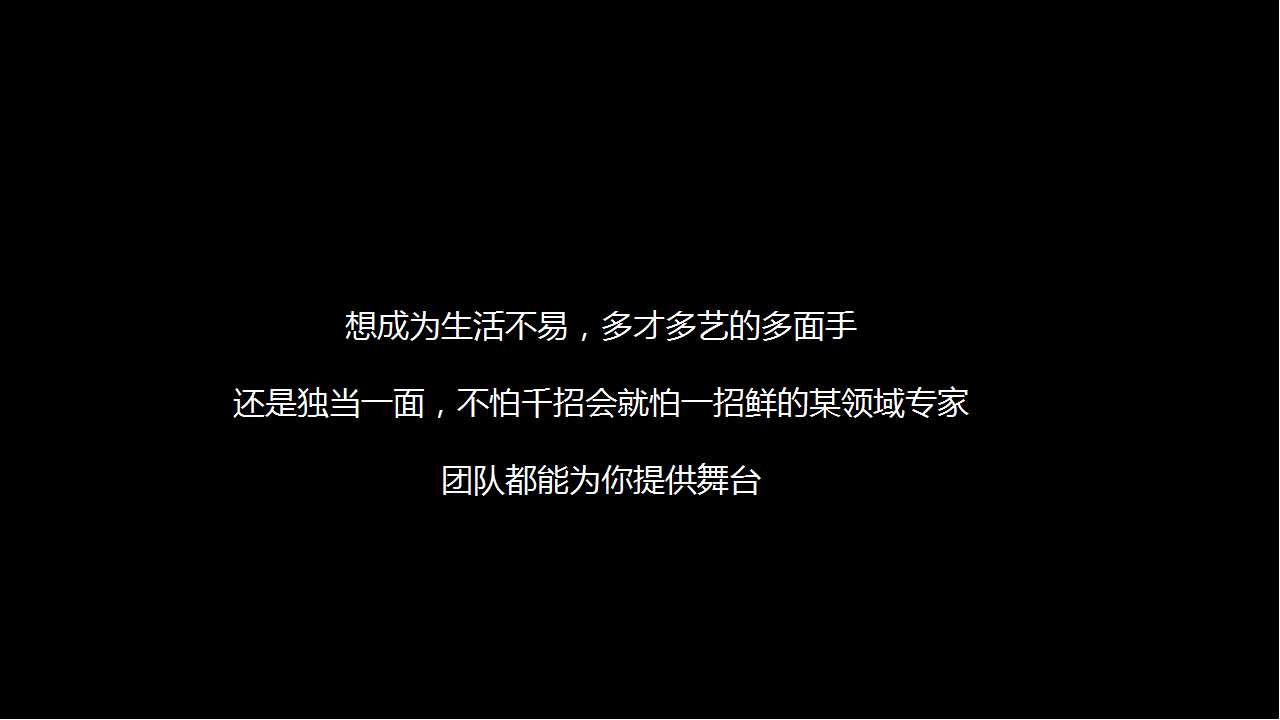 想成为生活不易，多才多艺的多面手
还是独当一面，不怕千招会就怕一招鲜的某领域专家
团队都能为你提供舞台